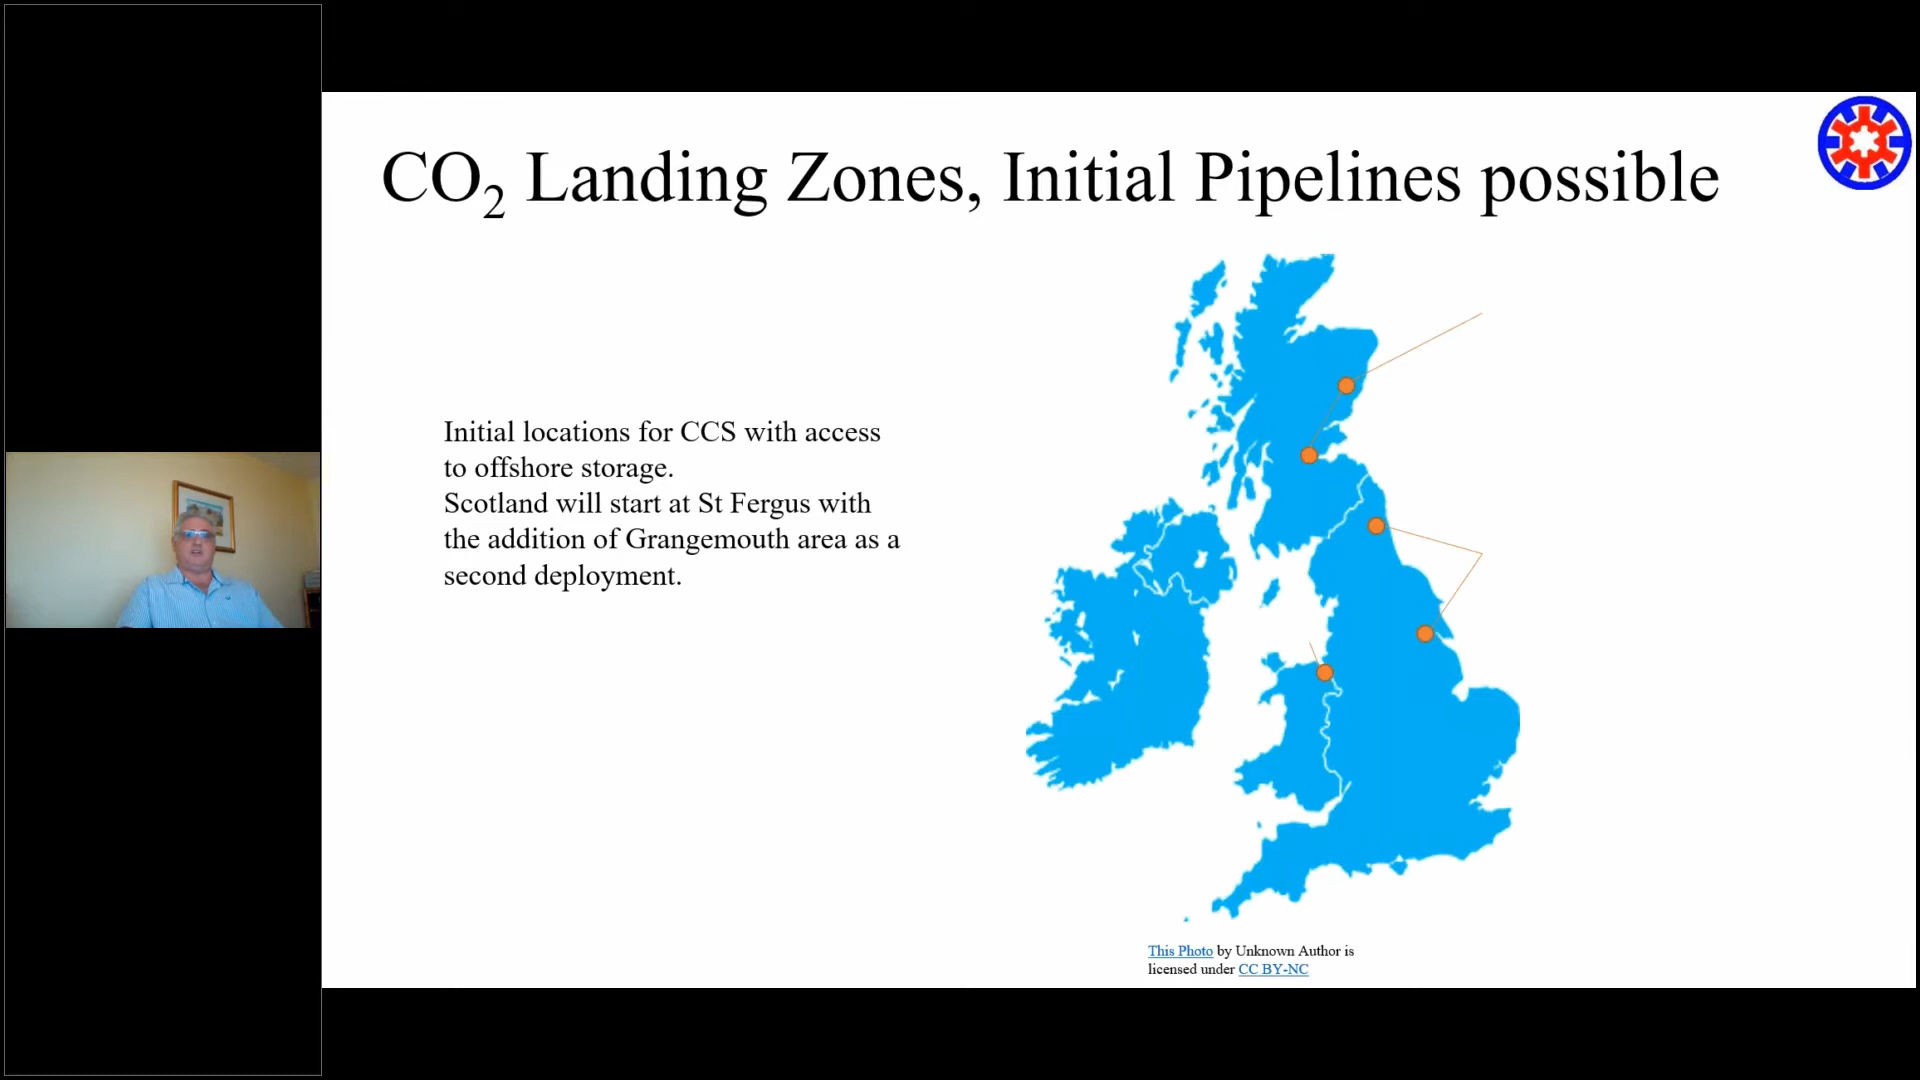 CO₂ Landing Zones, Initial Pipelines possible
Initial locations for CCS with access
to offshore storage.
Scotland will start at St Fergus with
the addition of Grangemouth area as a
second deployment.
This Photo by Unknown Author is
licensed under CC BY-NC